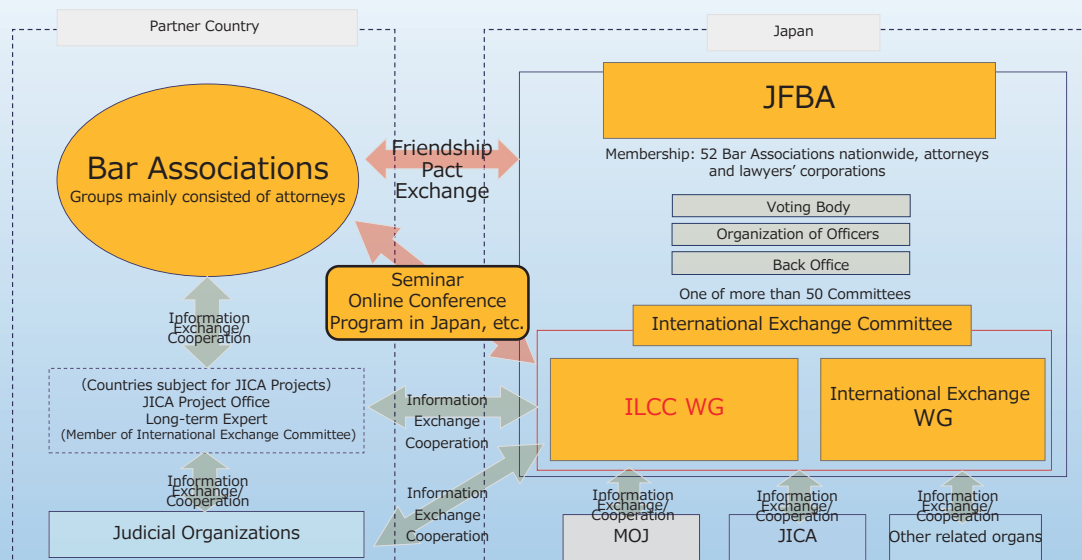 Partner Country
Japan
JFBA
Membership: 52 Bar Associations nationwide, attorneys
and lawyers' corporations
Voting Body
Organization of Officers
Back Office
One of more than 50 Committees
International Exchange Committee
ILCC WG
International Exchange
WG
Bar Associations
Groups mainly consisted of attorneys
Friendship
Pact
Exchange
Seminar
Online Conference
Program in Japan, etc.
Information
Exchange/
Cooperation
(Countries subject for JICA Projects)
JICA Project Office
Long-term Expert
(Member of International Exchange Committee)
Information
Exchange
Cooperation
Information
Exchange/
Cooperation
Judicial Organizations
Information
Exchange
Cooperation
Information
Exchange/
Cooperation
MOJ
Information
Exchange/
Cooperation
JICA
Information
Exchange/
Cooperation
Other related organs